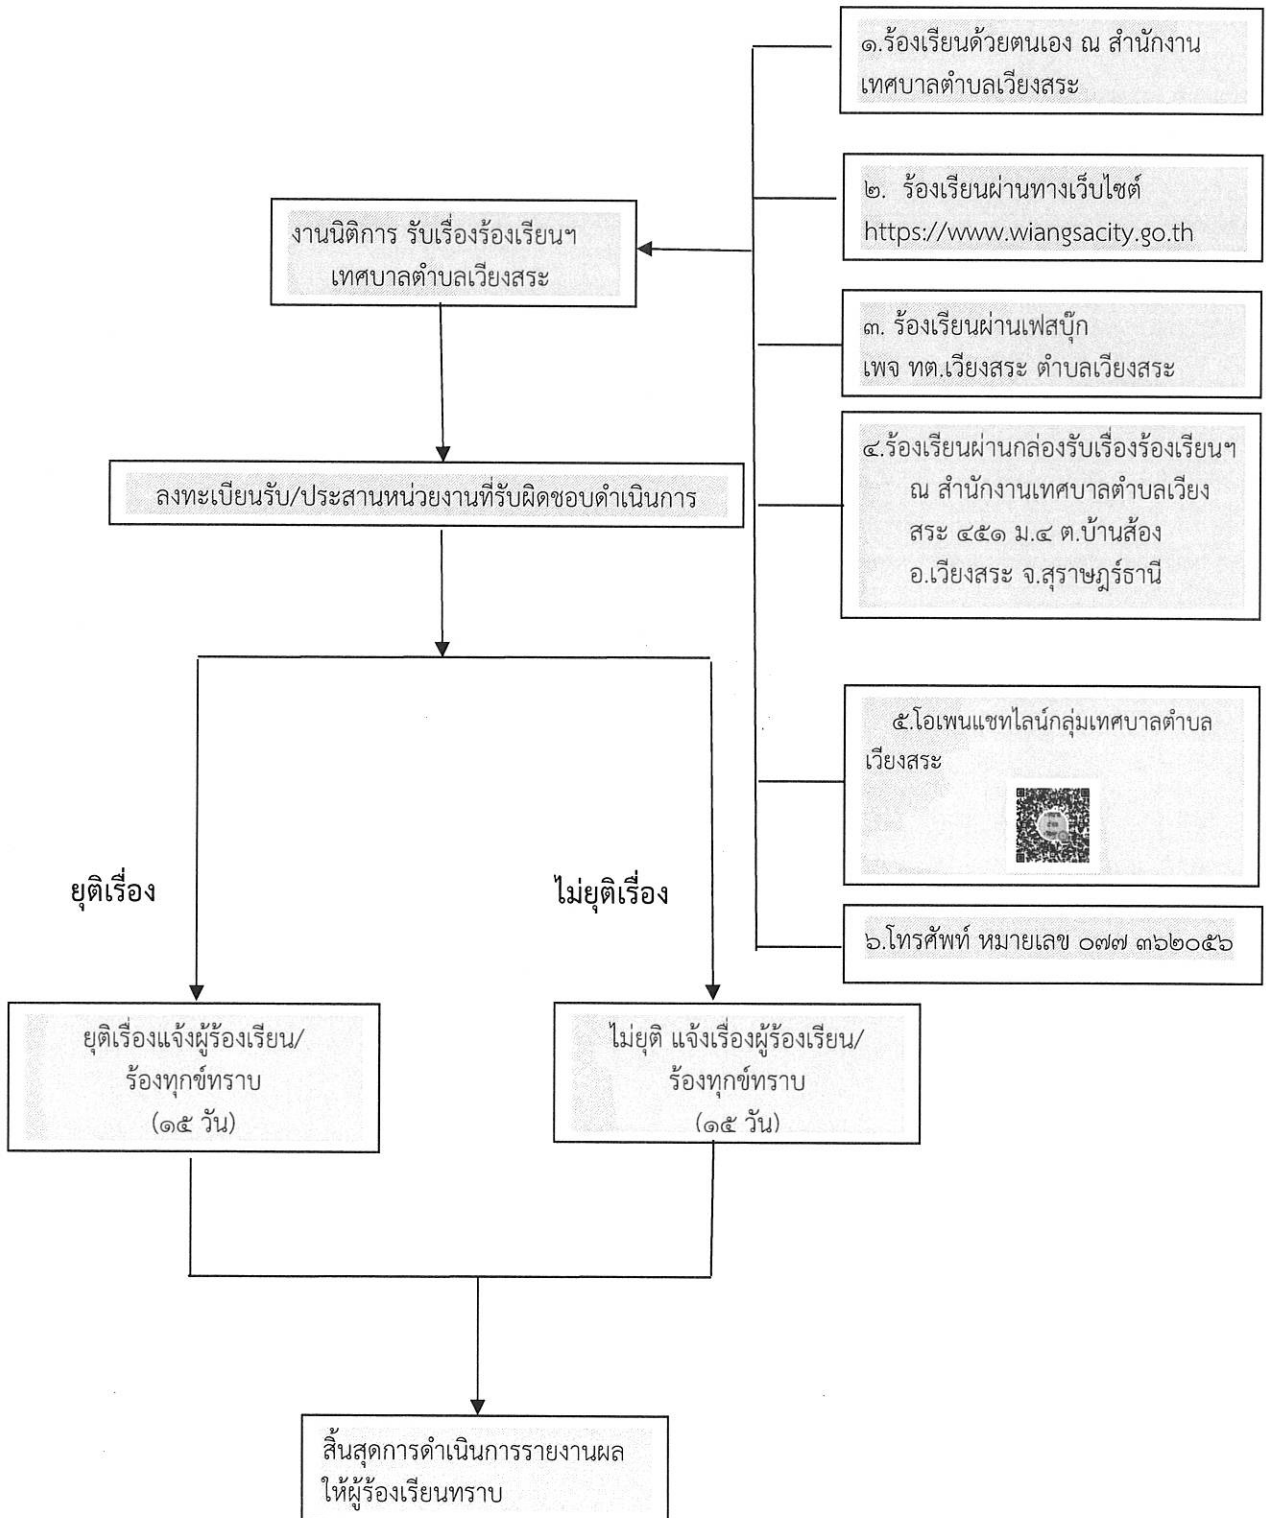 ๑.ร้องเรียนด้วยตนเอง ณ สำนักงาน
เทศบาลตำบลเวียงสระ
๒. ร้องเรียนผ่านทางเว็บไซต์
https://www.wiangsacity.go.th
งานนิติการ รับเรื่องร้องเรียนฯ
เทศบาลตำบลเวียงสระ
๓. ร้องเรียนผ่านเฟสบุ๊ก
เพจ ทต.เวียงสระ ตำบลเวียงสระ
๔.ร้องเรียนผ่านกล่องรับเรื่องร้องเรียนฯ
ณ สำนักงานเทศบาลตำบลเวียง
สระ ๔๕๑ ม.๔ ต.บ้านส้อง
อ.เวียงสระ จ.สุราษฎร์ธานี
ลงทะเบียนรับ/ประสานหน่วยงานที่รับผิดชอบดำเนินการ
๕.โอเพนแชทไลน์กลุ่มเทศบาลตำบล
เวียงสระ
ยุติเรื่อง
ไม่ยุติเรื่อง
๖.โทรศัพท์ หมายเลข ๐๗๗ ๓๖๒๐๕๖
ยุติเรื่องแจ้งผู้ร้องเรียน/
ร้องทุกข์ทราบ
(๑๕ วัน)
ไม่ยุติ แจ้งเรื่องผู้ร้องเรียน/
ร้องทุกข์ทราบ
(๑๕ วัน)
สิ้นสุดการดำเนินการรายงานผล
ให้ผู้ร้องเรียนทราบ